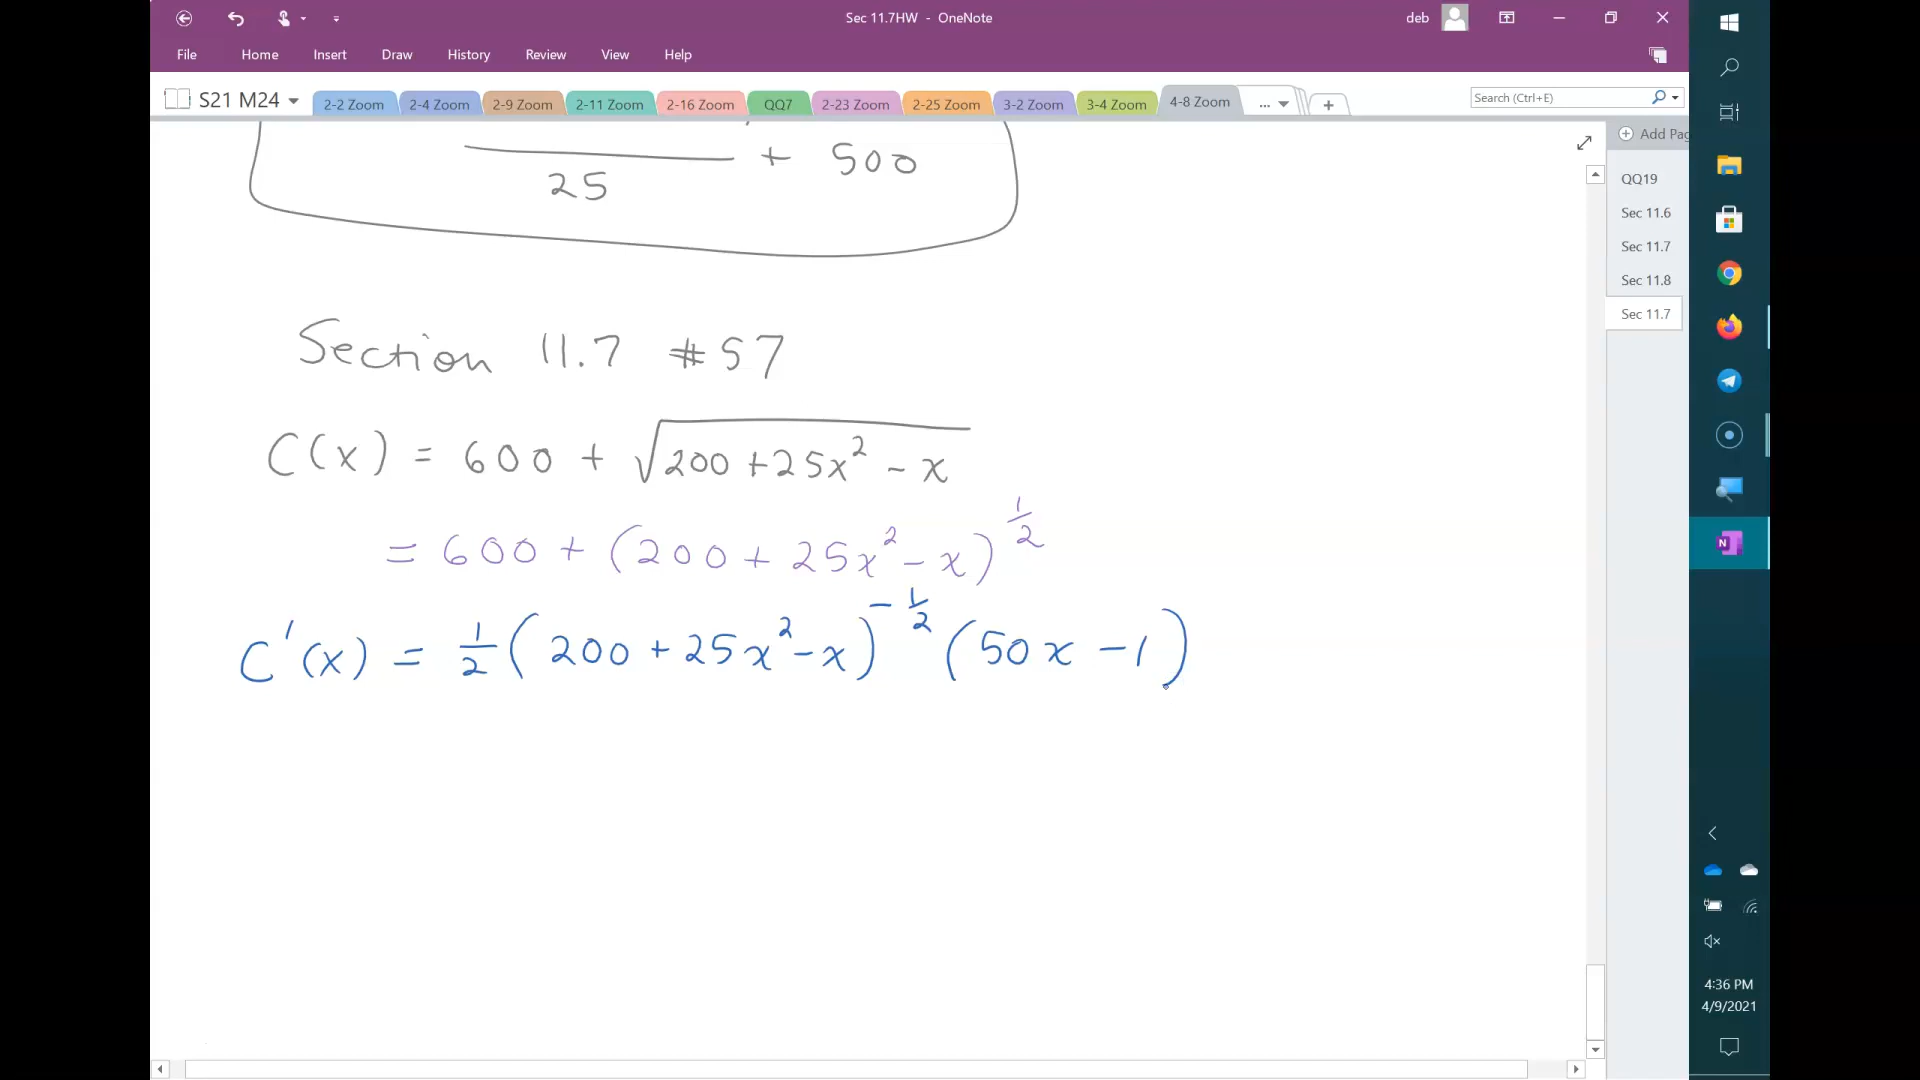 Sec 11.7HW - OneNote
deb
File Home Insert Draw History Review View Help
S21 M24
2-2 Zoom 2-4 Zoom 2-9 Zoom 2-11 Zoom 2-16 Zoom QQ7 2-23 Zoom 2-25 Zoom 3-2 Zoom 3-4 Zoom 4-8 Zoom ... +
Search (Ctrl+E)
Add Pag
QQ19
Sec 11.6
Sec 11.7
Sec 11.8
Sec 11.7
25 + 500
Section 11.7 #57
C(x) = 600 + √(200 + 25x² - x)
= 600 + (200 + 25x² - x)^(1/2)
C'(x) = 1/2 (200 + 25x² - x)^(-1/2) (50x - 1)
N
4:36 PM
4/9/2021